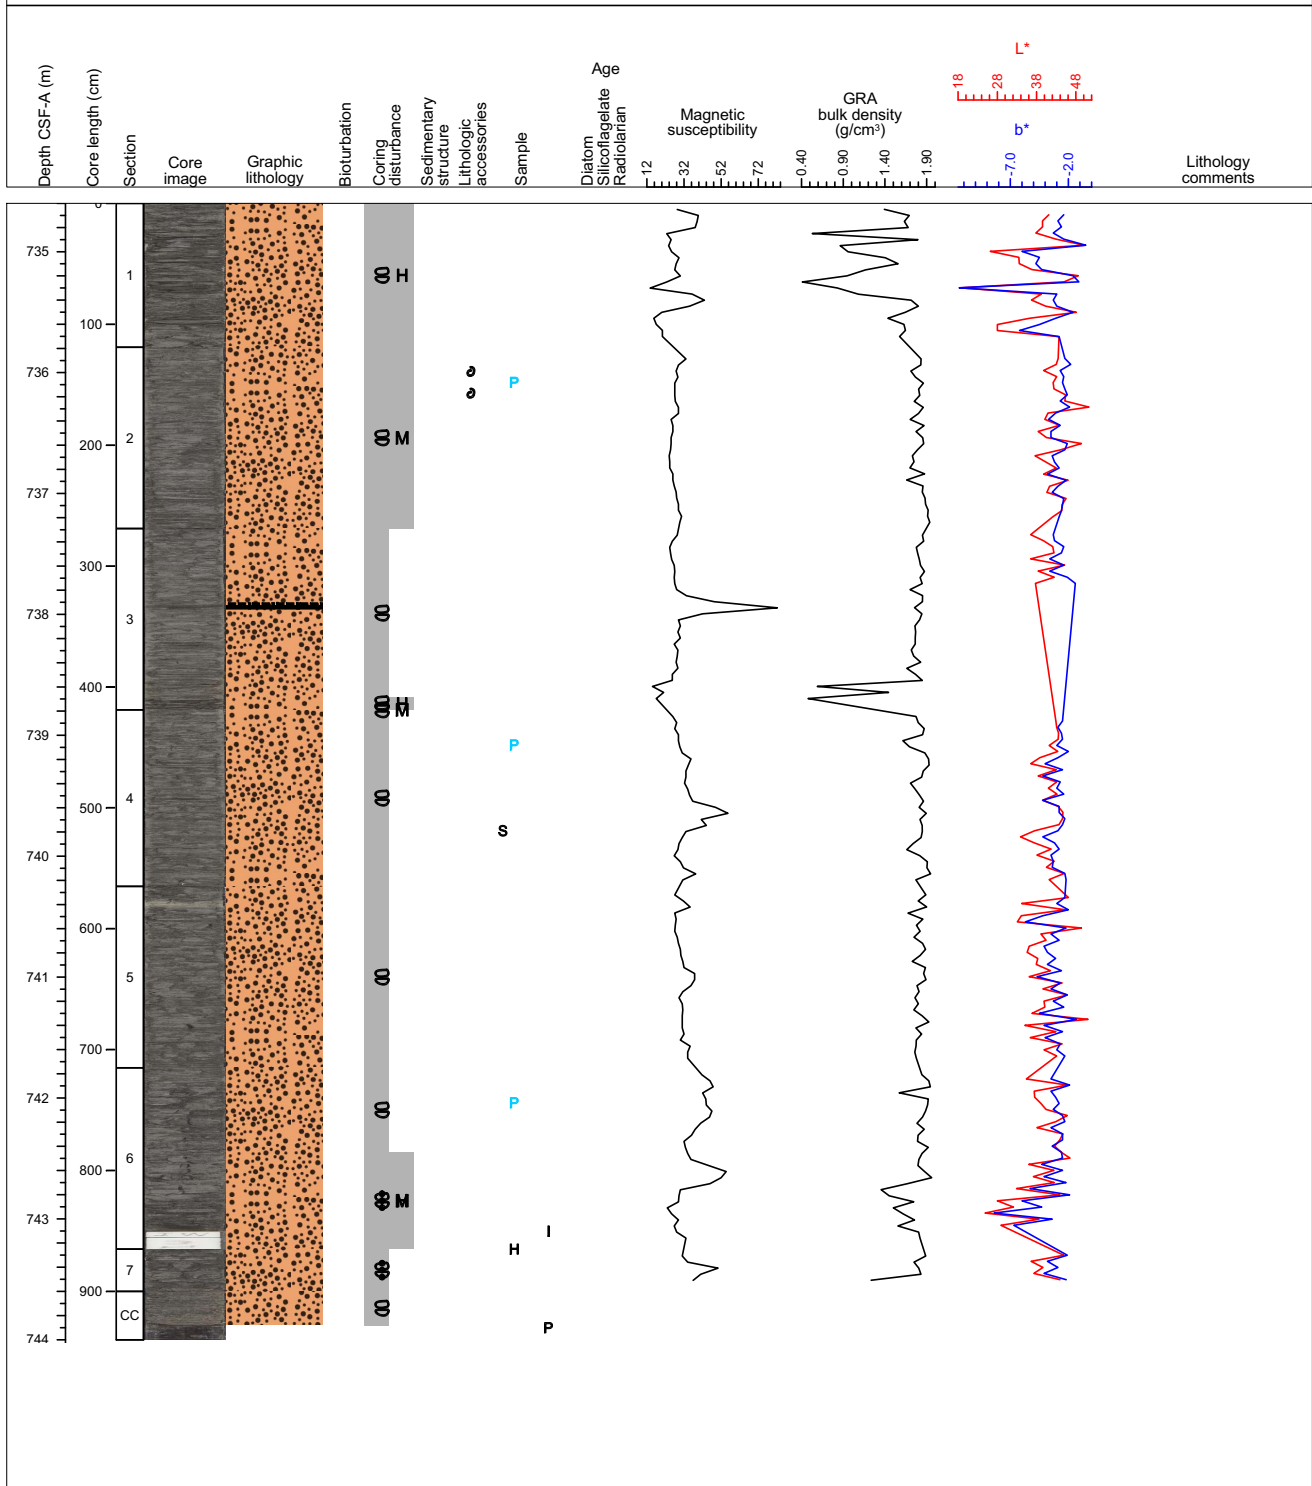 Depth CSF-A (m)
Core length (cm)
Section
Core
image
Graphic
lithology
Bioturbation
Coring
disturbance
Sedimentary
structure
Lithologic
accessories
Sample
Age
Diatom
Silicoflagelate
Radiolarian
Magnetic
susceptibility
12 32 52 72
GRA
bulk density
(g/cm³)
0.40 0.90 1.40 1.90
L*
18 28 38 48
b*
-7.0 -2.0
Lithology
comments
0
735
1
H
100
736
P
2
M
200
737
300
738
3
400
H
M
739
P
4
500
S
740
600
5
741
700
742
P
6
800
M
743
I
H
7
900
CC
P
744